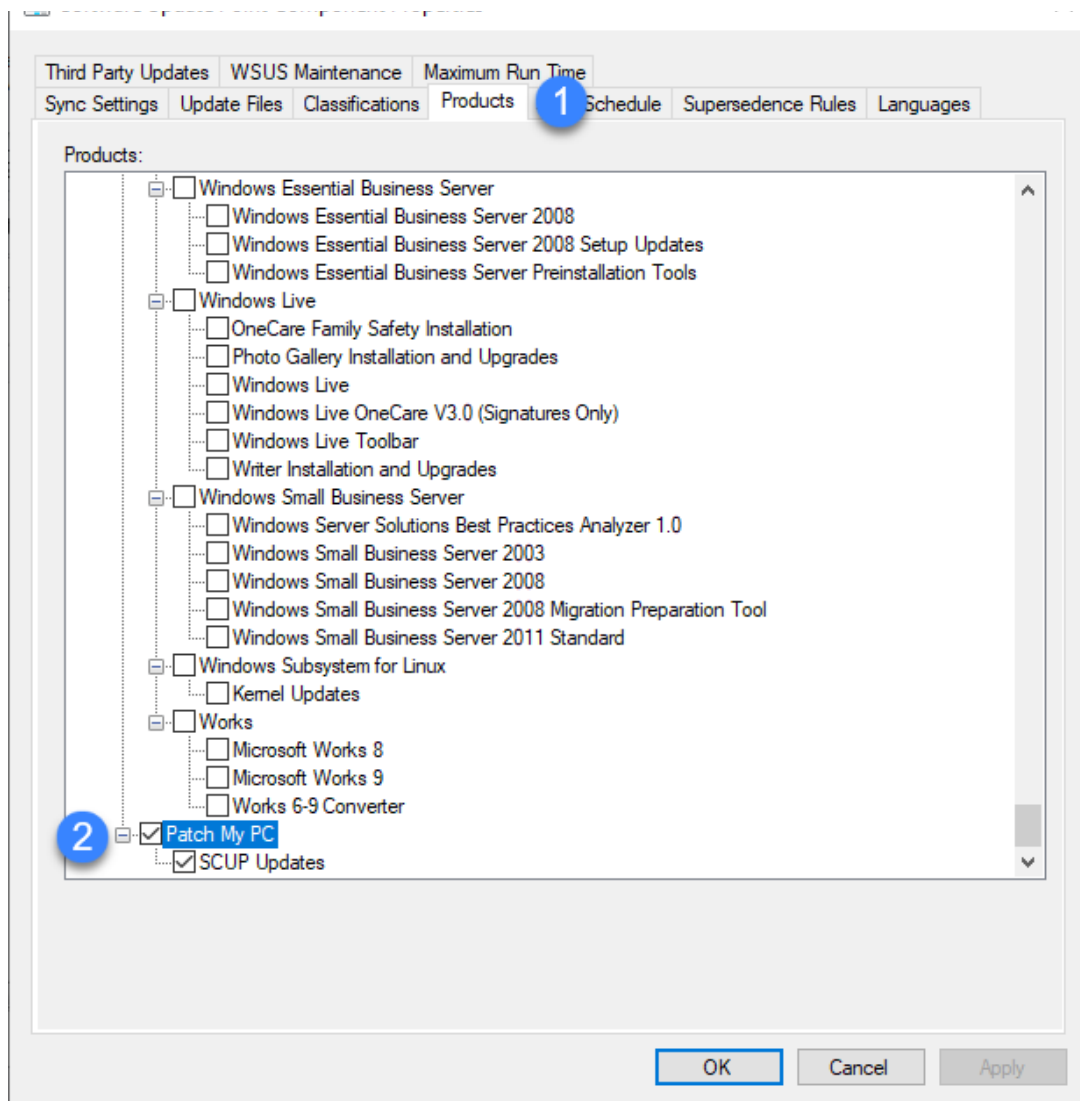 Software Update Point Component Properties
Third Party Updates WSUS Maintenance Maximum Run Time
Sync Settings Update Files Classifications Products 1 Schedule Supersedence Rules Languages
Products:
Windows Essential Business Server
Windows Essential Business Server 2008
Windows Essential Business Server 2008 Setup Updates
Windows Essential Business Server Preinstallation Tools
Windows Live
OneCare Family Safety Installation
Photo Gallery Installation and Upgrades
Windows Live
Windows Live OneCare V3.0 (Signatures Only)
Windows Live Toolbar
Writer Installation and Upgrades
Windows Small Business Server
Windows Server Solutions Best Practices Analyzer 1.0
Windows Small Business Server 2003
Windows Small Business Server 2008
Windows Small Business Server 2008 Migration Preparation Tool
Windows Small Business Server 2011 Standard
Windows Subsystem for Linux
Kernel Updates
Works
Microsoft Works 8
Microsoft Works 9
Works 6-9 Converter
2 Patch My PC
SCUP Updates
OK Cancel Apply